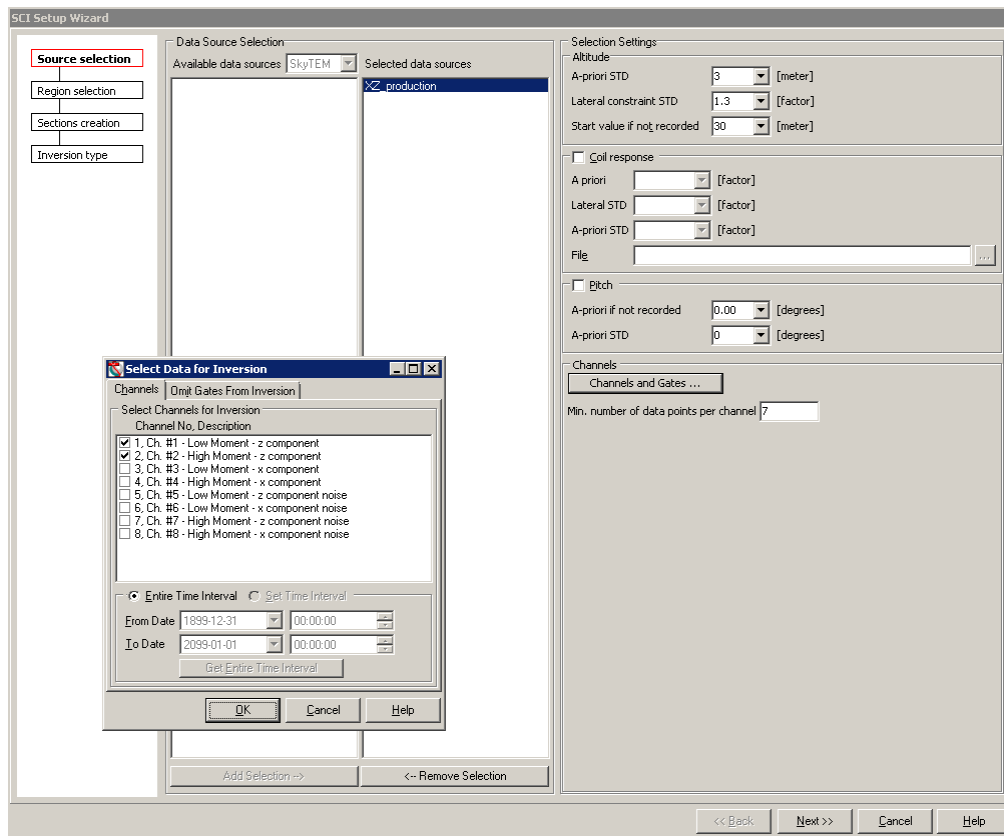 SCI Setup Wizard
Source selection
Region selection
Sections creation
Inversion type
Data Source Selection
Available data sources SkyTEM Selected data sources
XZ_production
Selection Settings
Altitude
A-priori STD 3 [meter]
Lateral constraint STD 1.3 [factor]
Start value if not recorded 30 [meter]
Coil response
A priori [factor]
Lateral STD [factor]
A-priori STD [factor]
File ...
Pitch
A-priori if not recorded 0.00 [degrees]
A-priori STD 0 [degrees]
Channels
Channels and Gates ...
Min. number of data points per channel 7
Select Data for Inversion
Channels Omit Gates From Inversion
Select Channels for Inversion
Channel No, Description
1, Ch. #1 - Low Moment - z component
2, Ch. #2 - High Moment - z component
3, Ch. #3 - Low Moment - x component
4, Ch. #4 - High Moment - x component
5, Ch. #5 - Low Moment - z component noise
6, Ch. #6 - Low Moment - x component noise
7, Ch. #7 - High Moment - z component noise
8, Ch. #8 - High Moment - x component noise
Entire Time Interval Set Time Interval
From Date 1899-12-31 00:00:00
To Date 2099-01-01 00:00:00
Get Entire Time Interval
OK Cancel Help
Add Selection --> <-- Remove Selection
<< Back Next >> Cancel Help